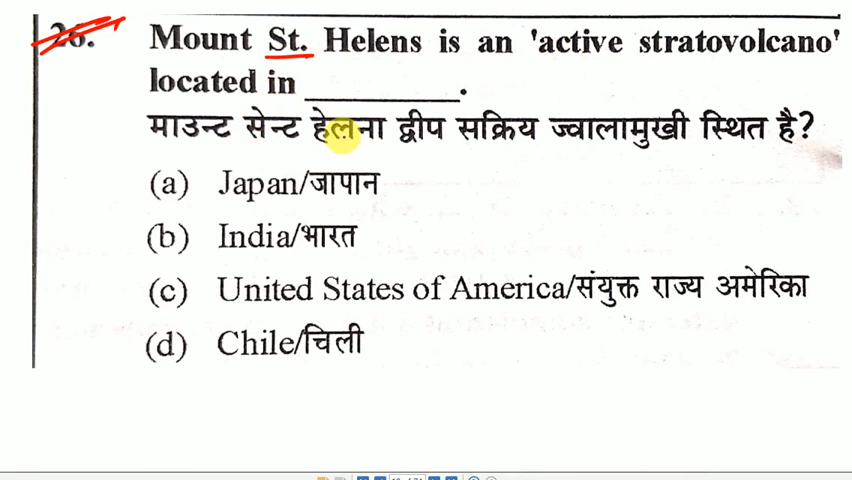 26. Mount St. Helens is an 'active stratovolcano'
located in __________.
माउन्ट सेन्ट हेलना द्वीप सक्रिय ज्वालामुखी स्थित है?
(a) Japan/जापान
(b) India/भारत
(c) United States of America/संयुक्त राज्य अमेरिका
(d) Chile/चिली